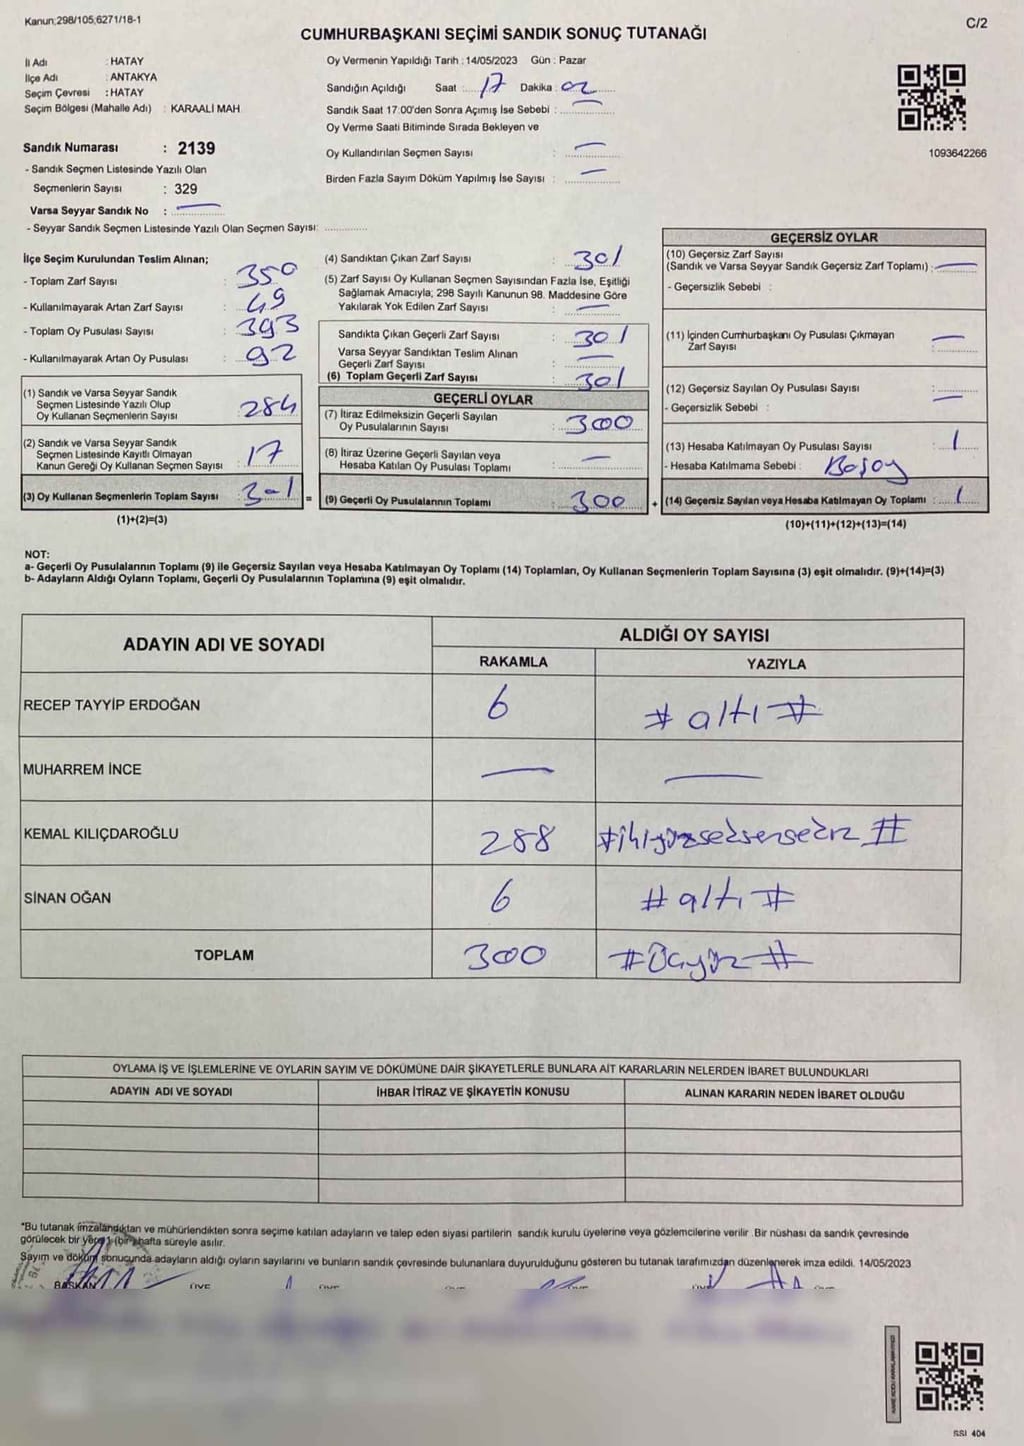 Kanun;298/105;6271/18-1
C/2
CUMHURBAŞKANI SEÇİMİ SANDIK SONUÇ TUTANAĞI
İl Adı : HATAY
İlçe Adı : ANTAKYA
Seçim Çevresi : HATAY
Seçim Bölgesi (Mahalle Adı) : KARAALİ MAH.
Sandık Numarası : 2139
- Sandık Seçmen Listesinde Yazılı Olan
Seçmenlerin Sayısı : 329
Varsa Seyyar Sandık No : —
- Seyyar Sandık Seçmen Listesinde Yazılı Olan Seçmen Sayısı: ............
Oy Vermenin Yapıldığı Tarih : 14/05/2023 Gün : Pazar
Sandığın Açıldığı Saat : 17 Dakika : 02
Sandık Saat 17:00'den Sonra Açımış İse Sebebi : —
Oy Verme Saati Bitiminde Sırada Bekleyen ve
Oy Kullandırılan Seçmen Sayısı : —
Birden Fazla Sayım Döküm Yapılmış İse Sayısı : —
1093642266
İlçe Seçim Kurulundan Teslim Alınan;
- Toplam Zarf Sayısı : 350
- Kullanılmayarak Artan Zarf Sayısı : 49
- Toplam Oy Pusulası Sayısı : 393
- Kullanılmayarak Artan Oy Pusulası : 92
(1) Sandık ve Varsa Seyyar Sandık
Seçmen Listesinde Yazılı Olup
Oy Kullanan Seçmenlerin Sayısı : 284
(2) Sandık ve Varsa Seyyar Sandık
Seçmen Listesinde Kayıtlı Olmayan
Kanun Gereği Oy Kullanan Seçmen Sayısı : 17
(3) Oy Kullanan Seçmenlerin Toplam Sayısı : 301 =
(1)+(2)=(3)
(4) Sandıktan Çıkan Zarf Sayısı : 301
(5) Zarf Sayısı Oy Kullanan Seçmen Sayısından Fazla İse, Eşitliği
Sağlamak Amacıyla; 298 Sayılı Kanunun 98. Maddesine Göre
Yakılarak Yok Edilen Zarf Sayısı : —
Sandıkta Çıkan Geçerli Zarf Sayısı : 301
Varsa Seyyar Sandıktan Teslim Alınan
Geçerli Zarf Sayısı : —
(6) Toplam Geçerli Zarf Sayısı : 301
GEÇERLİ OYLAR
(7) İtiraz Edilmeksizin Geçerli Sayılan
Oy Pusulalarının Sayısı : 300
(8) İtiraz Üzerine Geçerli Sayılan veya
Hesaba Katılan Oy Pusulası Toplamı : —
(9) Geçerli Oy Pusulalarının Toplamı : 300 +
GEÇERSİZ OYLAR
(10) Geçersiz Zarf Sayısı
(Sandık ve Varsa Seyyar Sandık Geçersiz Zarf Toplamı) : —
- Geçersizlik Sebebi :
(11) İçinden Cumhurbaşkanı Oy Pusulası Çıkmayan : —
Zarf Sayısı
(12) Geçersiz Sayılan Oy Pusulası Sayısı : —
- Geçersizlik Sebebi :
(13) Hesaba Katılmayan Oy Pusulası Sayısı : 1
- Hesaba Katılmama Sebebi : Boşoy
(14) Geçersiz Sayılan veya Hesaba Katılmayan Oy Toplamı : 1
(10)+(11)+(12)+(13)=(14)
NOT:
a- Geçerli Oy Pusulalarının Toplamı (9) ile Geçersiz Sayılan veya Hesaba Katılmayan Oy Toplamı (14) Toplamları, Oy Kullanan Seçmenlerin Toplam Sayısına (3) eşit olmalıdır. (9)+(14)=(3)
b- Adayların Aldığı Oyların Toplamı, Geçerli Oy Pusulalarının Toplamına (9) eşit olmalıdır.
ADAYIN ADI VE SOYADI
ALDIĞI OY SAYISI
RAKAMLA YAZIYLA
RECEP TAYYİP ERDOĞAN 6 # altı #
MUHARREM İNCE — —
KEMAL KILIÇDAROĞLU 288 #ikiyüzseksensekiz #
SİNAN OĞAN 6 # altı #
TOPLAM 300 #Üçyüz #
OYLAMA İŞ VE İŞLEMLERİNE VE OYLARIN SAYIM VE DÖKÜMÜNE DAİR ŞİKAYETLERLE BUNLARA AİT KARARLARIN NELERDEN İBARET BULUNDUKLARI
ADAYIN ADI VE SOYADI İHBAR İTİRAZ VE ŞİKAYETİN KONUSU ALINAN KARARIN NEDEN İBARET OLDUĞU
*Bu tutanak imzalandıktan ve mühürlendikten sonra seçime katılan adayların ve talep eden siyasi partilerin sandık kurulu üyelerine veya gözlemcilerine verilir. Bir nüshası da sandık çevresinde
görülecek bir yere 1 (bir) hafta süreyle asılır.
Sayım ve döküm sonucunda adayların aldığı oyların sayılarını ve bunların sandık çevresinde bulunanlara duyurulduğunu gösteren bu tutanak tarafımızdan düzenlenerek imza edildi. 14/05/2023
BAŞKAN ÜYE ÜYE ÜYE ÜYE ÜYE
SSI 404